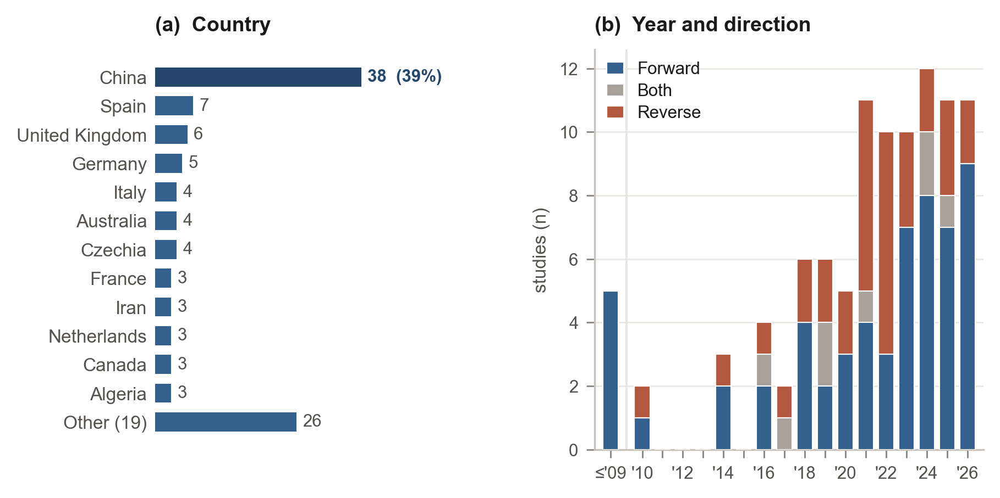 (a)  Country
China 38  (39%)
Spain 7
United Kingdom 6
Germany 5
Italy 4
Australia 4
Czechia 4
France 3
Iran 3
Netherlands 3
Canada 3
Algeria 3
Other (19) 26
(b)  Year and direction
Forward
Both
Reverse
studies (n)
12
10
8
6
4
2
0
≤'09 '10 '12 '14 '16 '18 '20 '22 '24 '26